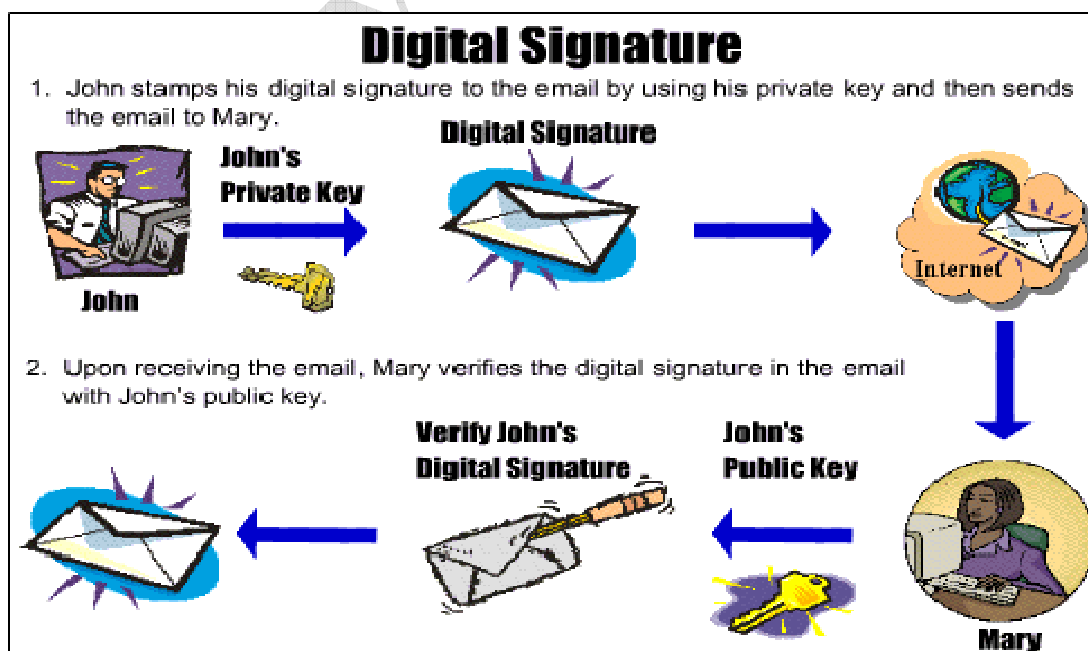 Digital Signature
1. John stamps his digital signature to the email by using his private key and then sends
the email to Mary.
Digital Signature
John's
Private Key
John
Internet
2. Upon receiving the email, Mary verifies the digital signature in the email
with John's public key.
Verify John's
Digital Signature
John's
Public Key
Mary